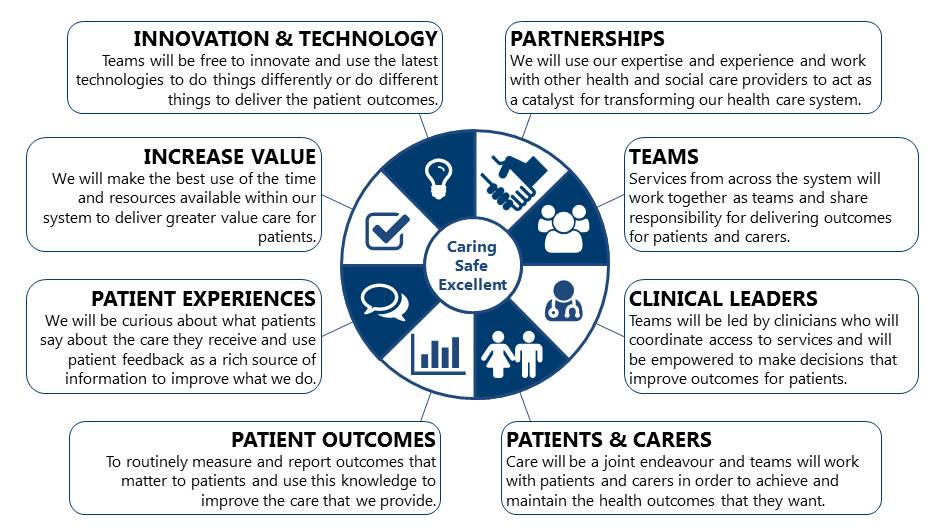 INNOVATION & TECHNOLOGY
Teams will be free to innovate and use the latest
technologies to do things differently or do different
things to deliver the patient outcomes.
PARTNERSHIPS
We will use our expertise and experience and work
with other health and social care providers to act as
a catalyst for transforming our health care system.
INCREASE VALUE
We will make the best use of the time
and resources available within our
system to deliver greater value care for
patients.
TEAMS
Services from across the system will
work together as teams and share
responsibility for delivering outcomes
for patients and carers.
Caring
Safe
Excellent
PATIENT EXPERIENCES
We will be curious about what patients
say about the care they receive and use
patient feedback as a rich source of
information to improve what we do.
CLINICAL LEADERS
Teams will be led by clinicians who will
coordinate access to services and will
be empowered to make decisions that
improve outcomes for patients.
PATIENT OUTCOMES
To routinely measure and report outcomes that
matter to patients and use this knowledge to
improve the care that we provide.
PATIENTS & CARERS
Care will be a joint endeavour and teams will work
with patients and carers in order to achieve and
maintain the health outcomes that they want.